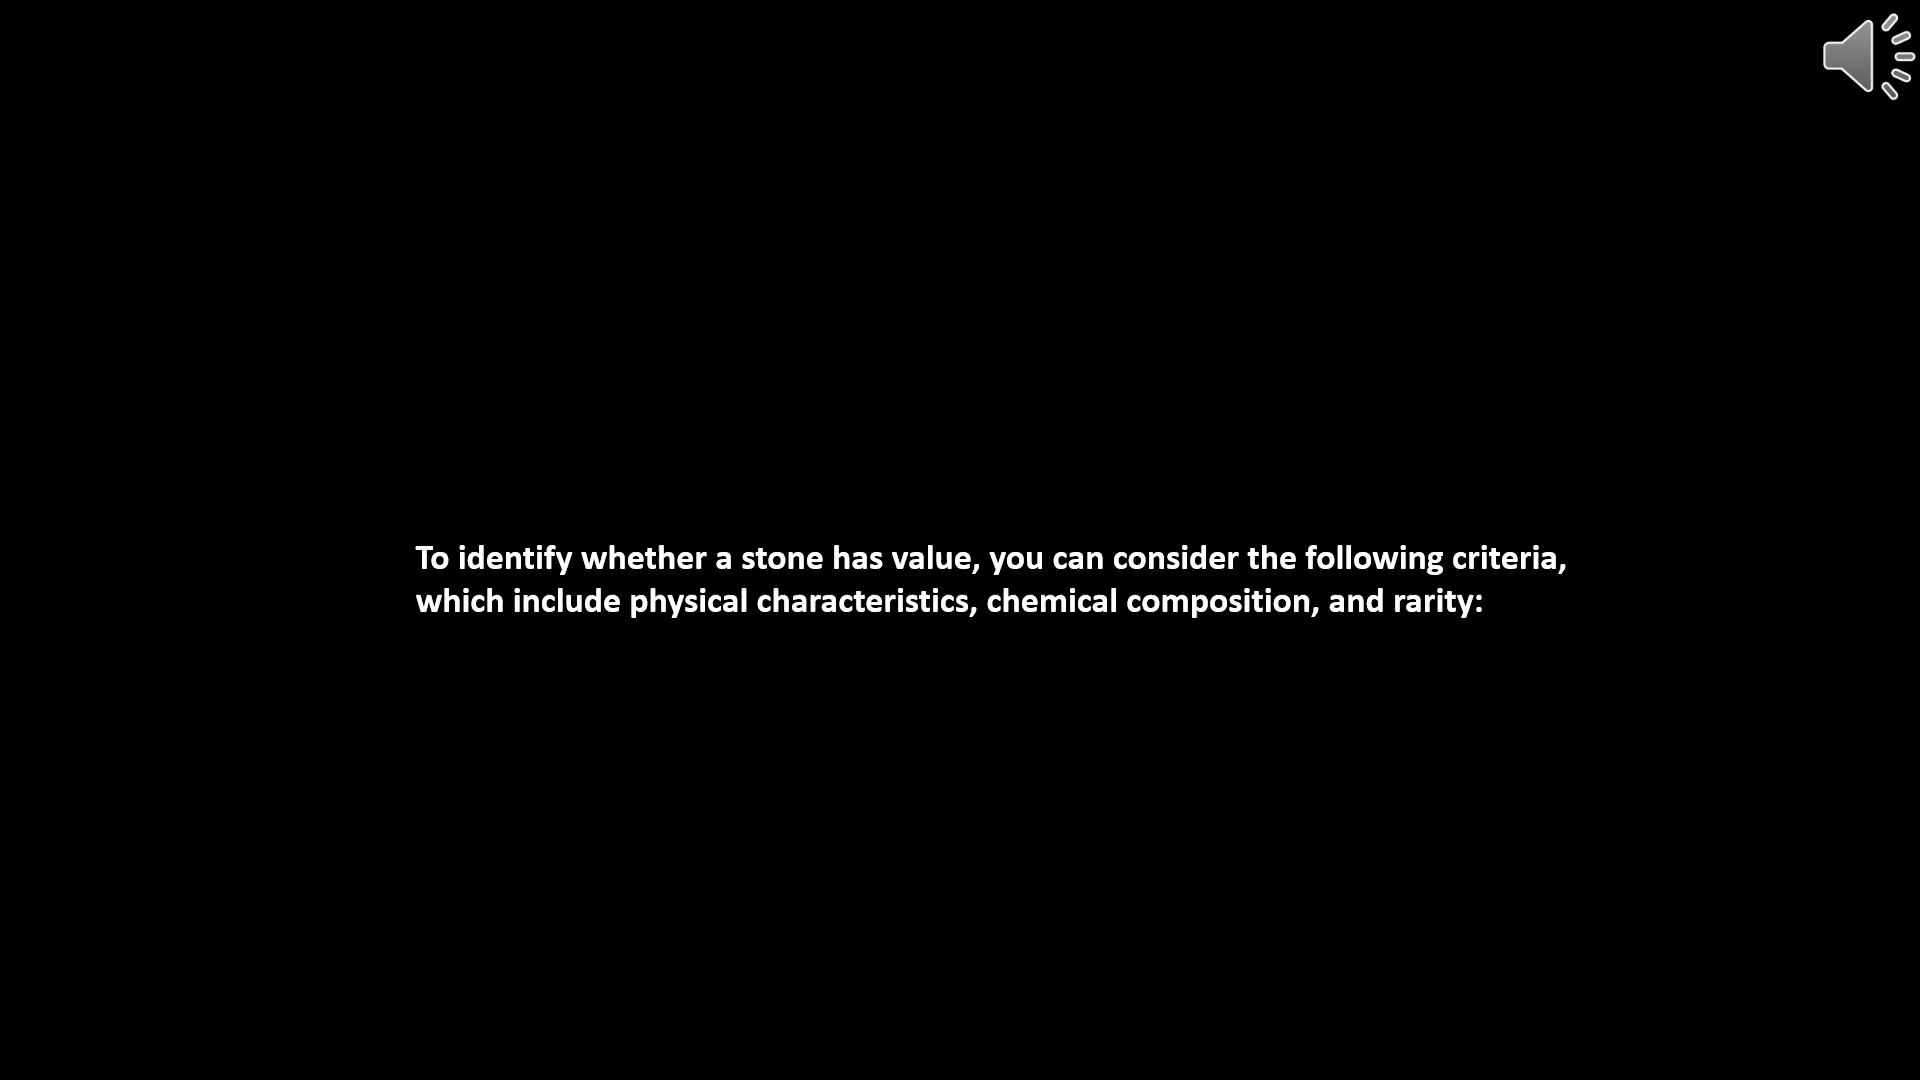 To identify whether a stone has value, you can consider the following criteria,
which include physical characteristics, chemical composition, and rarity: